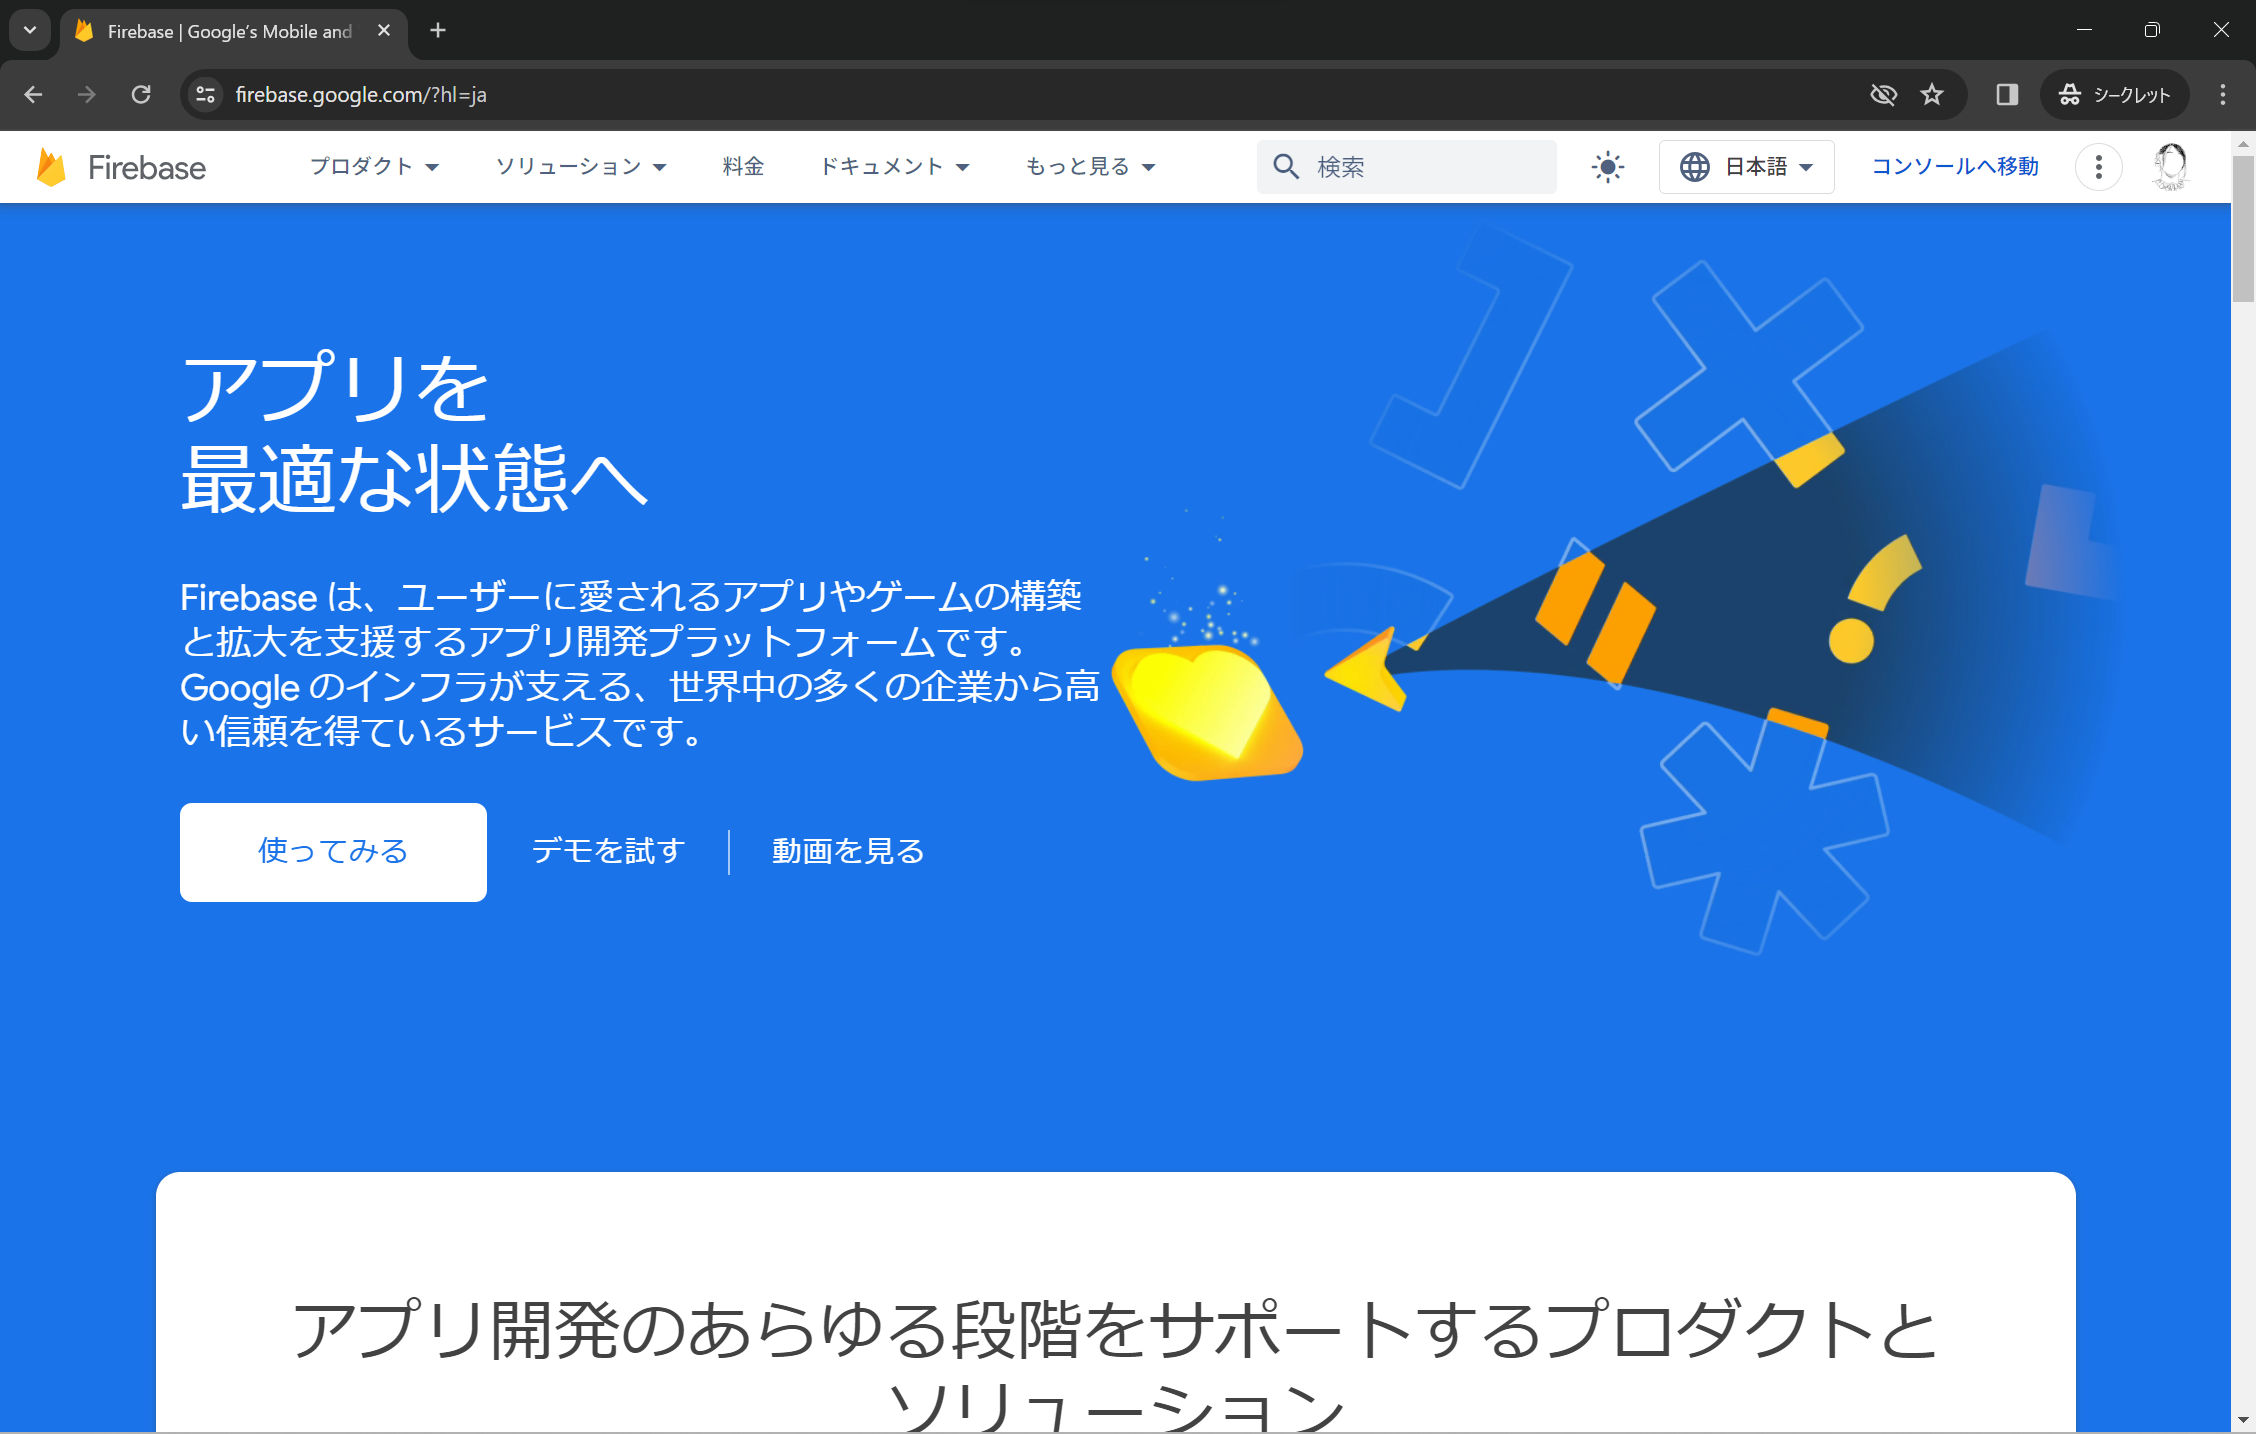 Firebase | Google's Mobile and
firebase.google.com/?hl=ja
シークレット
Firebase
プロダクト
ソリューション
料金
ドキュメント
もっと見る
検索
日本語
コンソールへ移動
アプリを
最適な状態へ
Firebase は、ユーザーに愛されるアプリやゲームの構築
と拡大を支援するアプリ開発プラットフォームです。
Google のインフラが支える、世界中の多くの企業から高
い信頼を得ているサービスです。
使ってみる
デモを試す
動画を見る
アプリ開発のあらゆる段階をサポートするプロダクトと
ソリューション